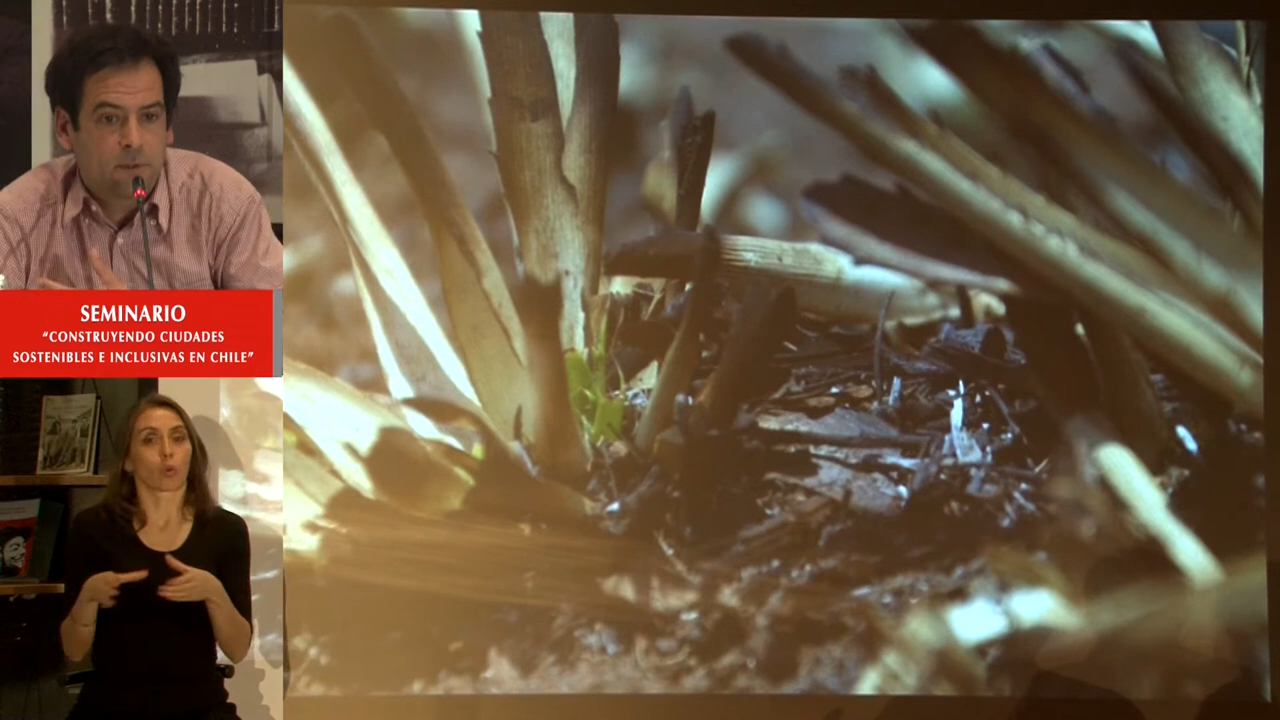 SEMINARIO
“CONSTRUYENDO CIUDADES
SOSTENIBLES E INCLUSIVAS EN CHILE”